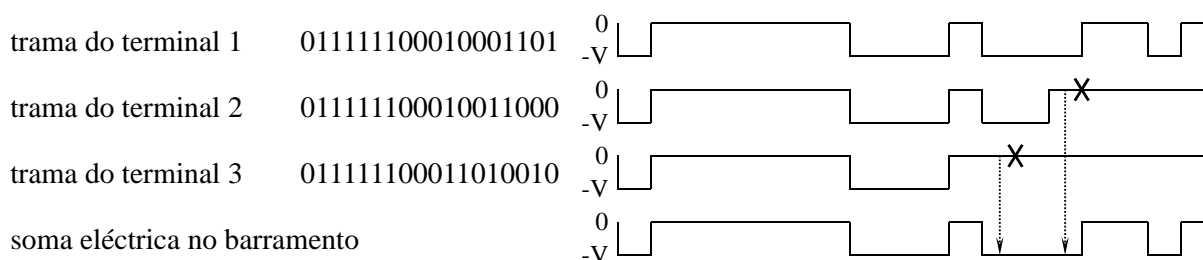 trama do terminal 1 011111100010001101 0 -V
trama do terminal 2 011111100010011000 0 -V
trama do terminal 3 011111100011010010 0 -V
soma eléctrica no barramento 0 -V